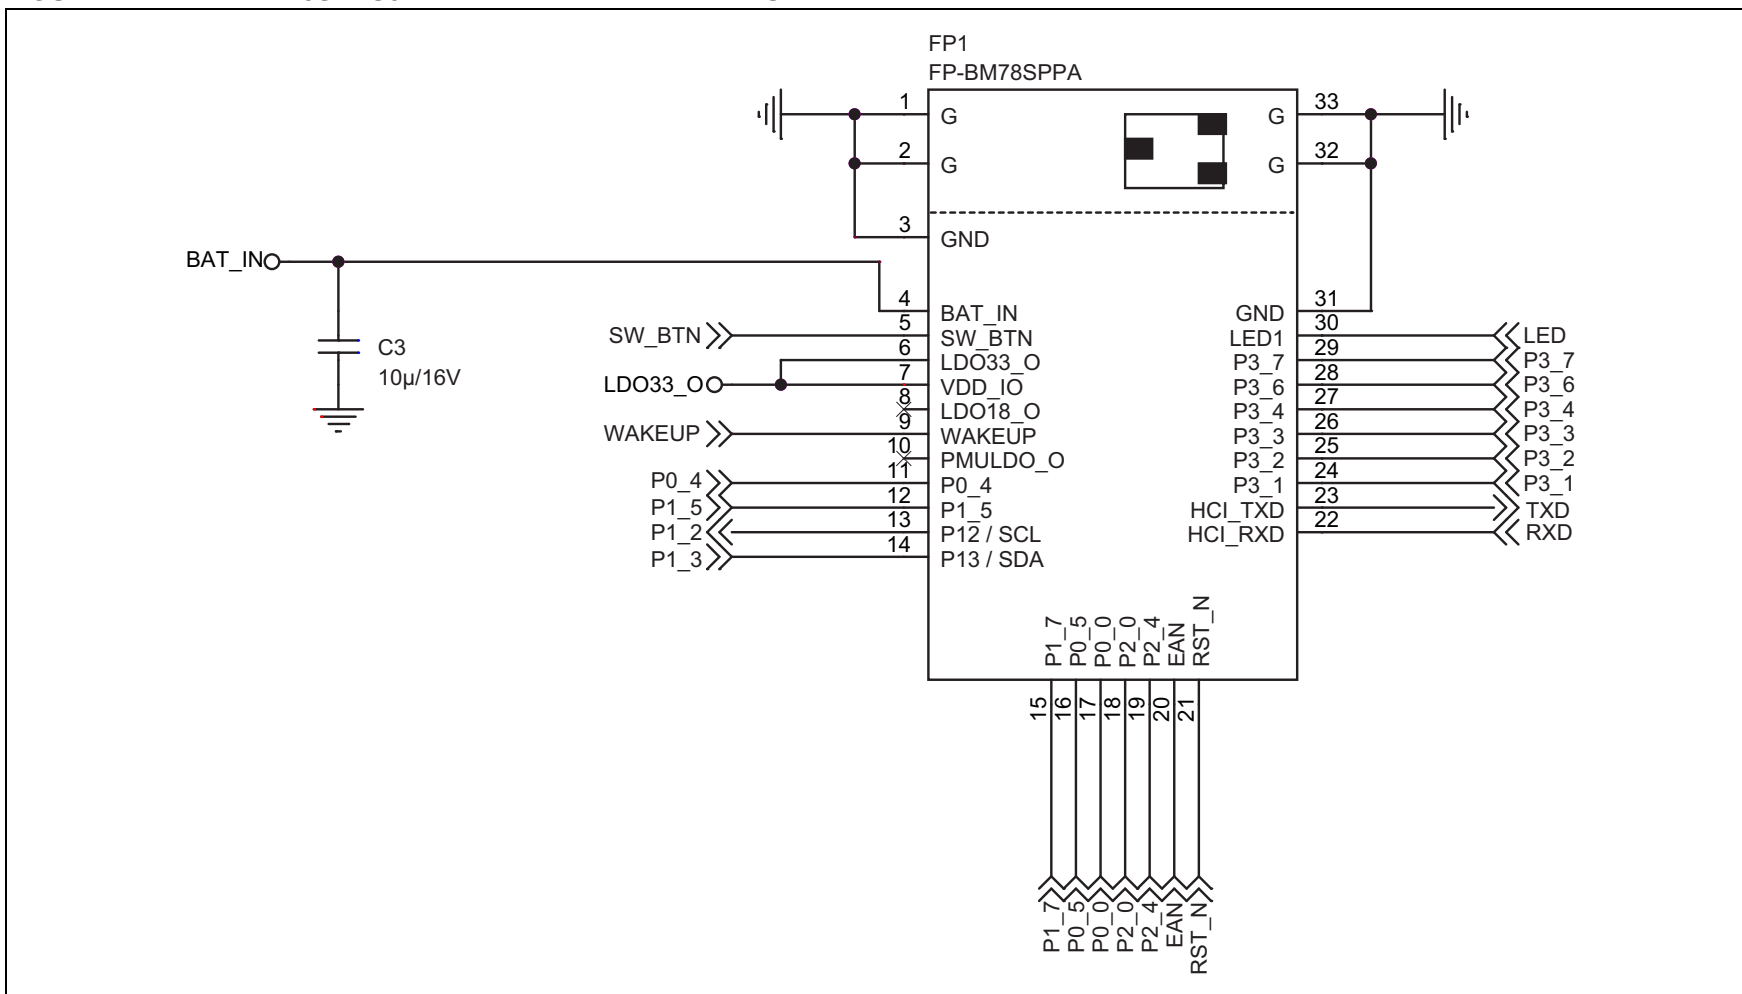 FP1
FP-BM78SPPA
1 G G 33
2 G G 32
3 GND
BAT_IN
4 BAT_IN GND 31
SW_BTN 5 SW_BTN LED1 30 LED
6 LDO33_O P3_7 29 P3_7
LDO33_O 7 VDD_IO P3_6 28 P3_6
8 LDO18_O P3_4 27 P3_4
WAKEUP 9 WAKEUP P3_3 26 P3_3
10 PMULDO_O P3_2 25 P3_2
P0_4 11 P0_4 P3_1 24 P3_1
P1_5 12 P1_5 HCI_TXD 23 TXD
P1_2 13 P12 / SCL HCI_RXD 22 RXD
P1_3 14 P13 / SDA
C3
10µ/16V
P1_7 P0_5 P0_0 P2_0 P2_4 EAN RST_N
15 16 17 18 19 20 21
P1_7 P0_5 P0_0 P2_0 P2_4 EAN RST_N